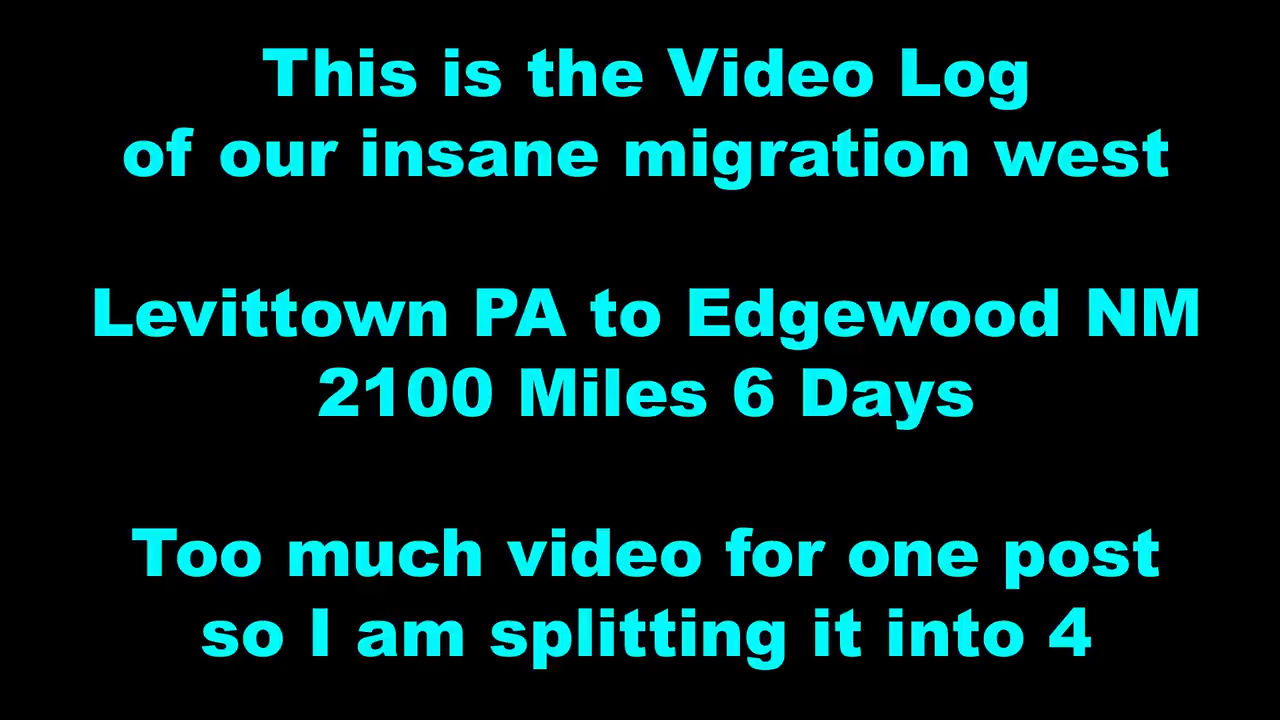 This is the Video Log
of our insane migration west
Levittown PA to Edgewood NM
2100 Miles 6 Days
Too much video for one post
so I am splitting it into 4